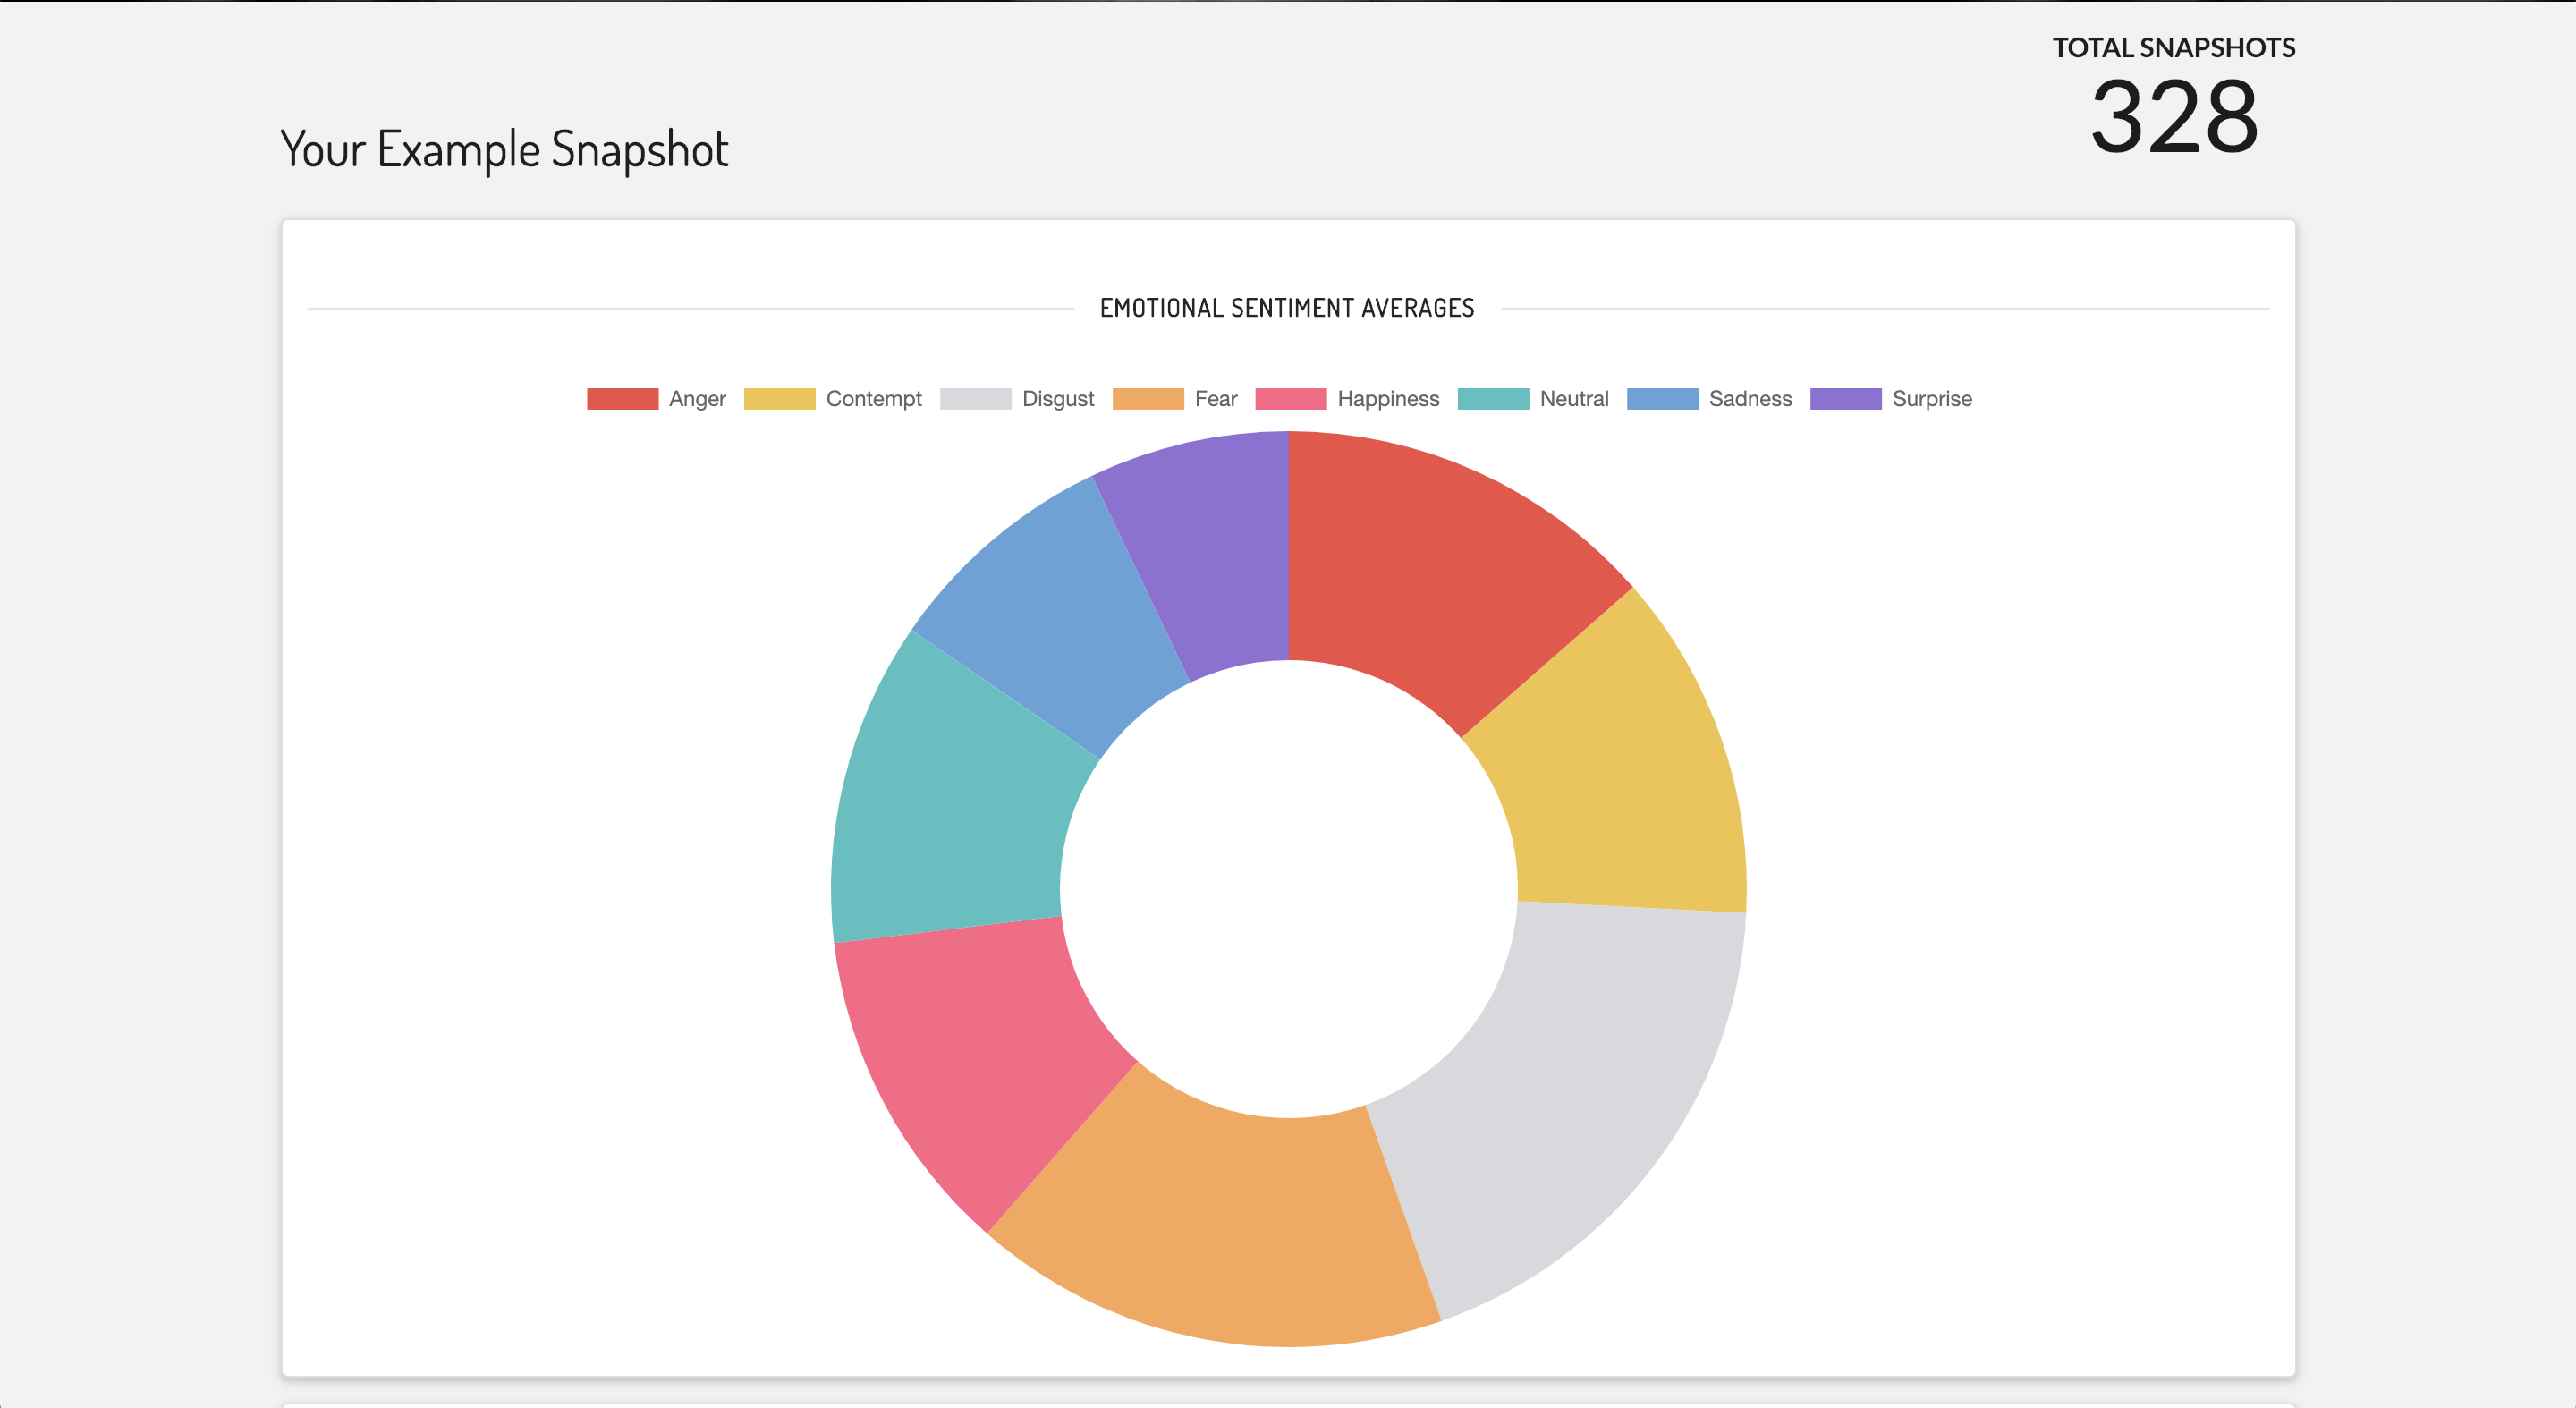 TOTAL SNAPSHOTS
328
Your Example Snapshot
EMOTIONAL SENTIMENT AVERAGES
Anger Contempt Disgust Fear Happiness Neutral Sadness Surprise